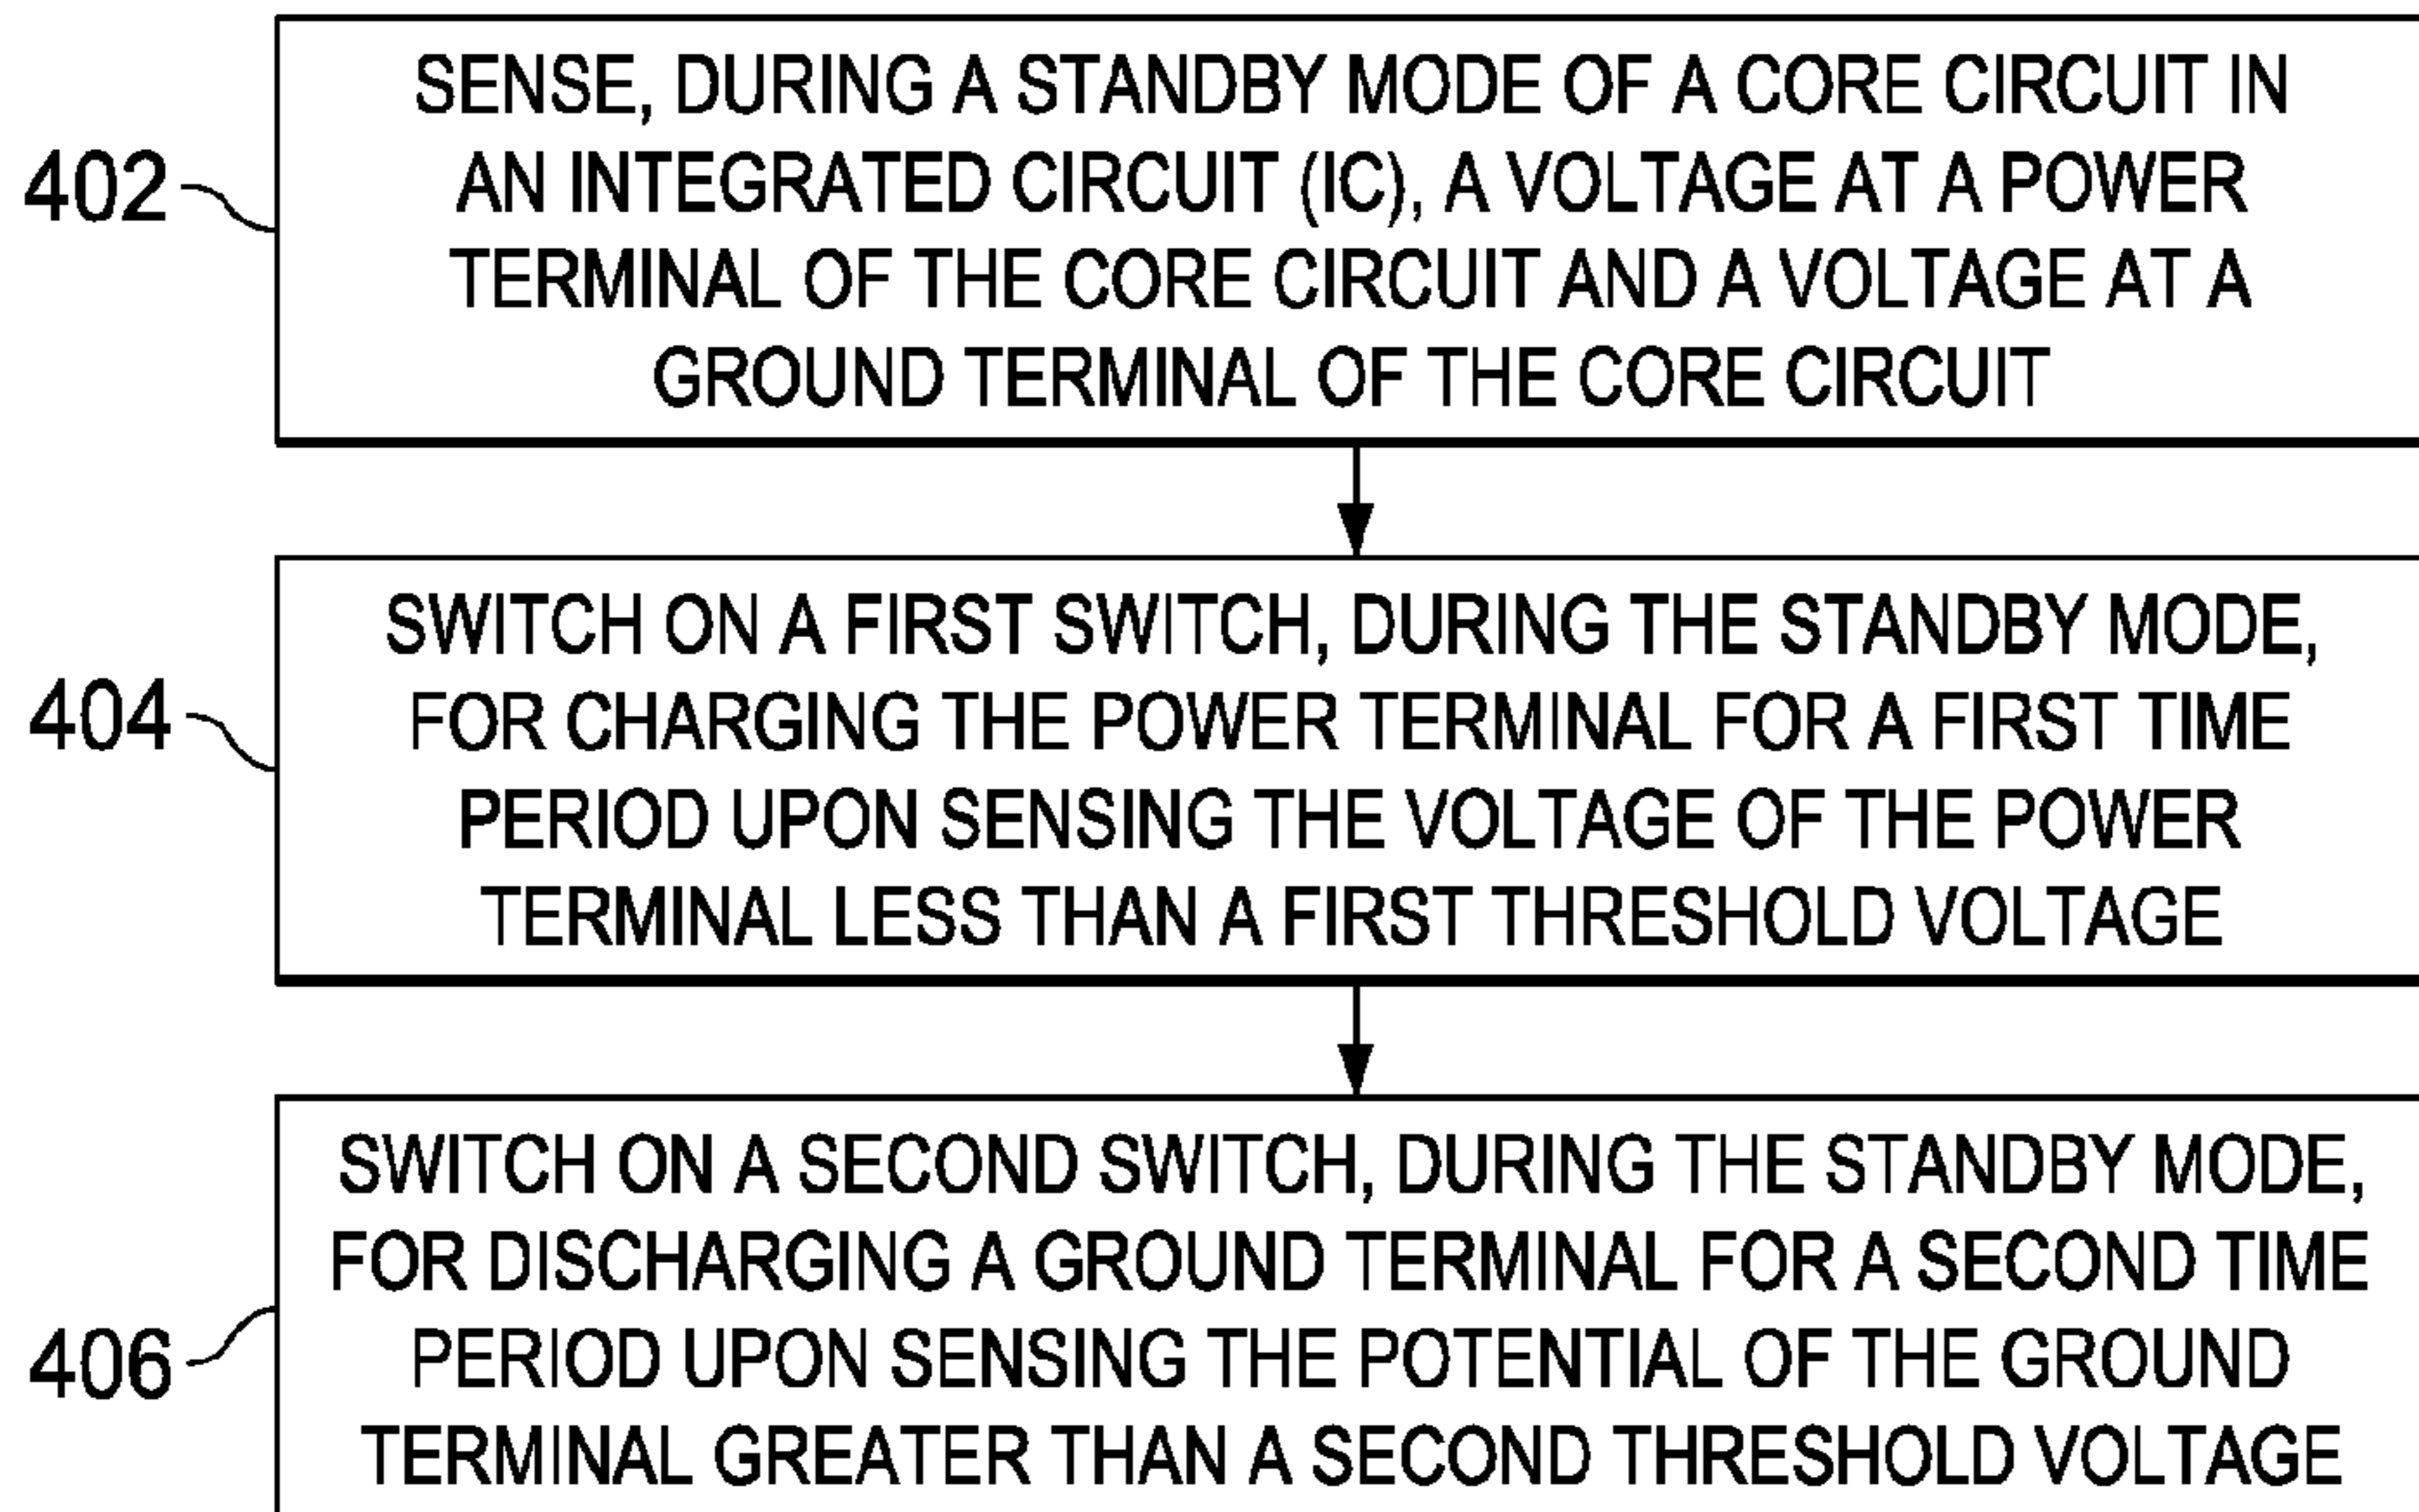 SENSE, DURING A STANDBY MODE OF A CORE CIRCUIT IN
AN INTEGRATED CIRCUIT (IC), A VOLTAGE AT A POWER
TERMINAL OF THE CORE CIRCUIT AND A VOLTAGE AT A
GROUND TERMINAL OF THE CORE CIRCUIT
402
SWITCH ON A FIRST SWITCH, DURING THE STANDBY MODE,
FOR CHARGING THE POWER TERMINAL FOR A FIRST TIME
PERIOD UPON SENSING THE VOLTAGE OF THE POWER
TERMINAL LESS THAN A FIRST THRESHOLD VOLTAGE
404
SWITCH ON A SECOND SWITCH, DURING THE STANDBY MODE,
FOR DISCHARGING A GROUND TERMINAL FOR A SECOND TIME
PERIOD UPON SENSING THE POTENTIAL OF THE GROUND
TERMINAL GREATER THAN A SECOND THRESHOLD VOLTAGE
406